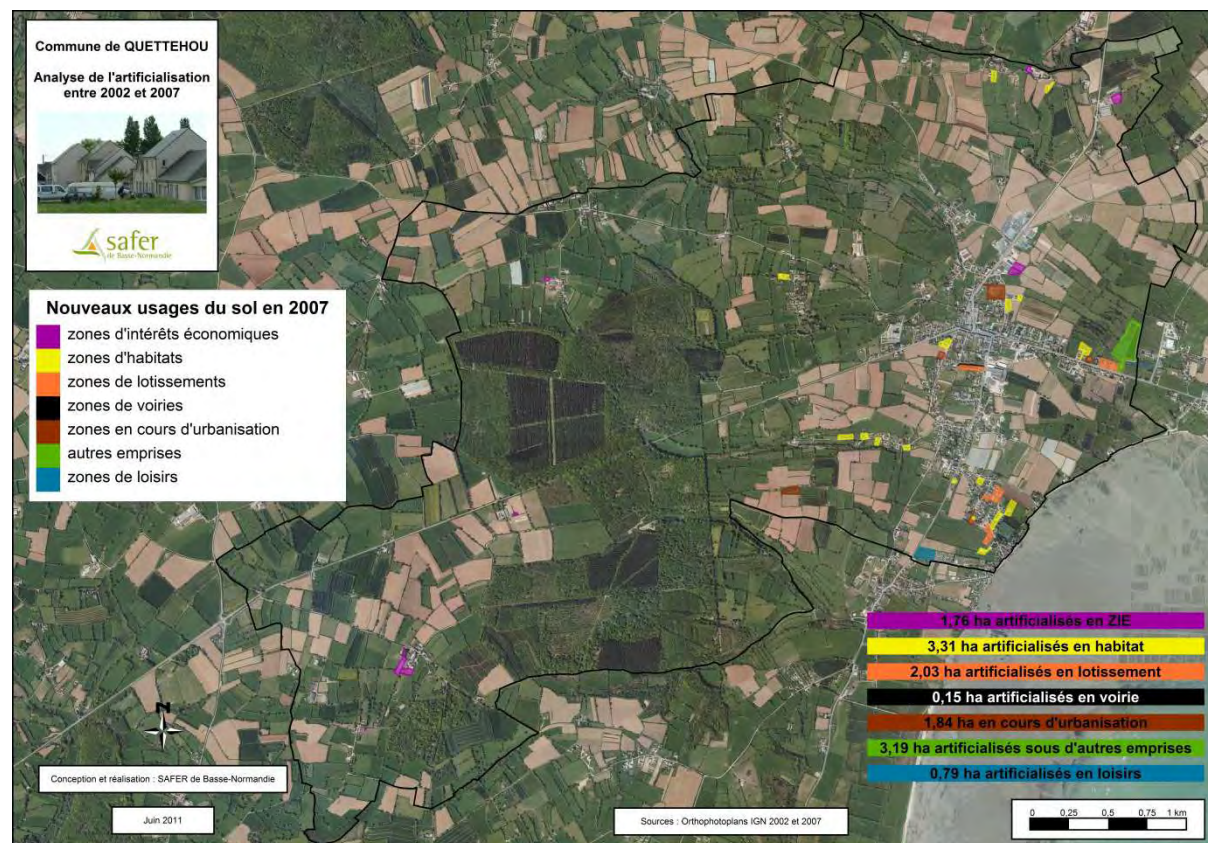 Commune de QUETTEHOU
Analyse de l'artificialisation
entre 2002 et 2007
safer
de Basse-Normandie
Nouveaux usages du sol en 2007
zones d'intérêts économiques
zones d'habitats
zones de lotissements
zones de voiries
zones en cours d'urbanisation
autres emprises
zones de loisirs
1,76 ha artificialisés en ZIE
3,31 ha artificialisés en habitat
2,03 ha artificialisés en lotissement
0,15 ha artificialisés en voirie
1,84 ha en cours d'urbanisation
3,19 ha artificialisés sous d'autres emprises
0,79 ha artificialisés en loisirs
N
Conception et réalisation : SAFER de Basse-Normandie
Juin 2011
Sources : Orthophotoplans IGN 2002 et 2007
0 0,25 0,5 0,75 1 km